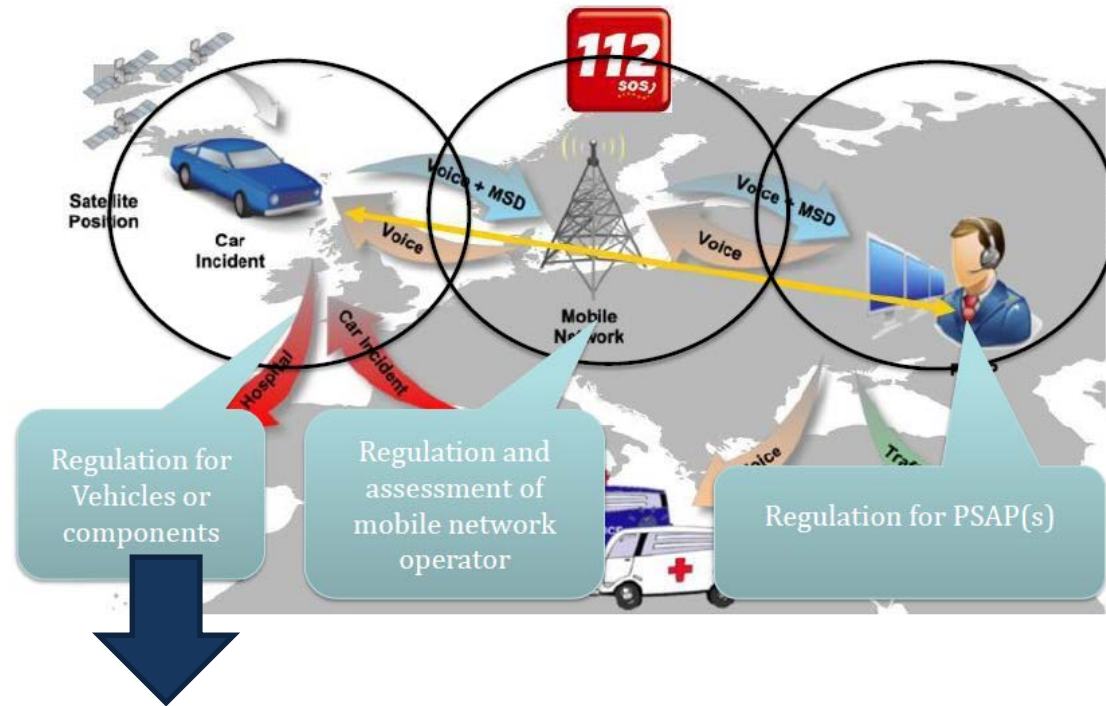 112
SOS
Satellite
Position
Car
Incident
Voice + MSD
Voice
Mobile
Network
Voice + MSD
Voice
Hospital
Car Incident
Regulation for
Vehicles or
components
Regulation and
assessment of
mobile network
operator
Regulation for PSAP(s)